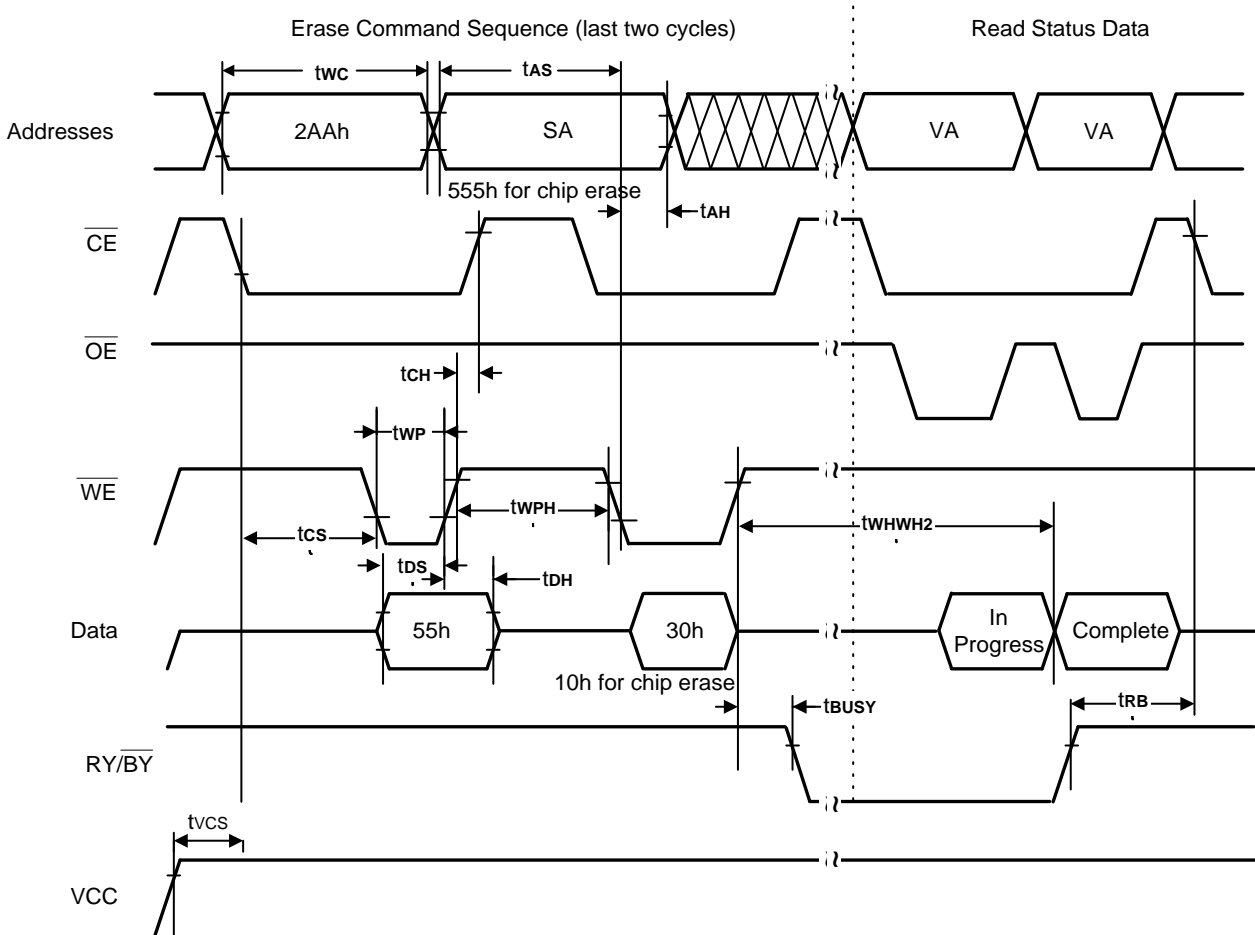 Erase Command Sequence (last two cycles)
Read Status Data
tWC
tAS
Addresses
2AAh
SA
VA
VA
555h for chip erase
tAH
CE
OE
tCH
tWP
WE
tWPH
tWHWH2
tCS
tDS
tDH
Data
55h
30h
In
Progress
Complete
10h for chip erase
tBUSY
tRB
RY/BY
tVCS
VCC